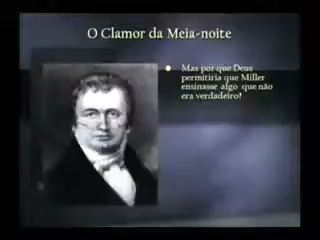 O Clamor da Meia-noite
Mas por que Deus
permitiria que Miller
ensinasse algo que não
era verdadeiro?